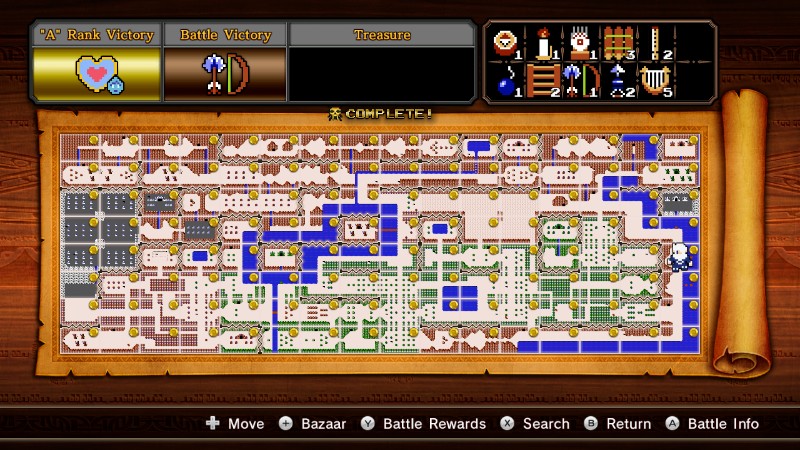 "A" Rank Victory
Battle Victory
Treasure
1 1 1 3 2
1 2 1 2 5
COMPLETE!
Move
+ Bazaar
Y Battle Rewards
X Search
B Return
A Battle Info